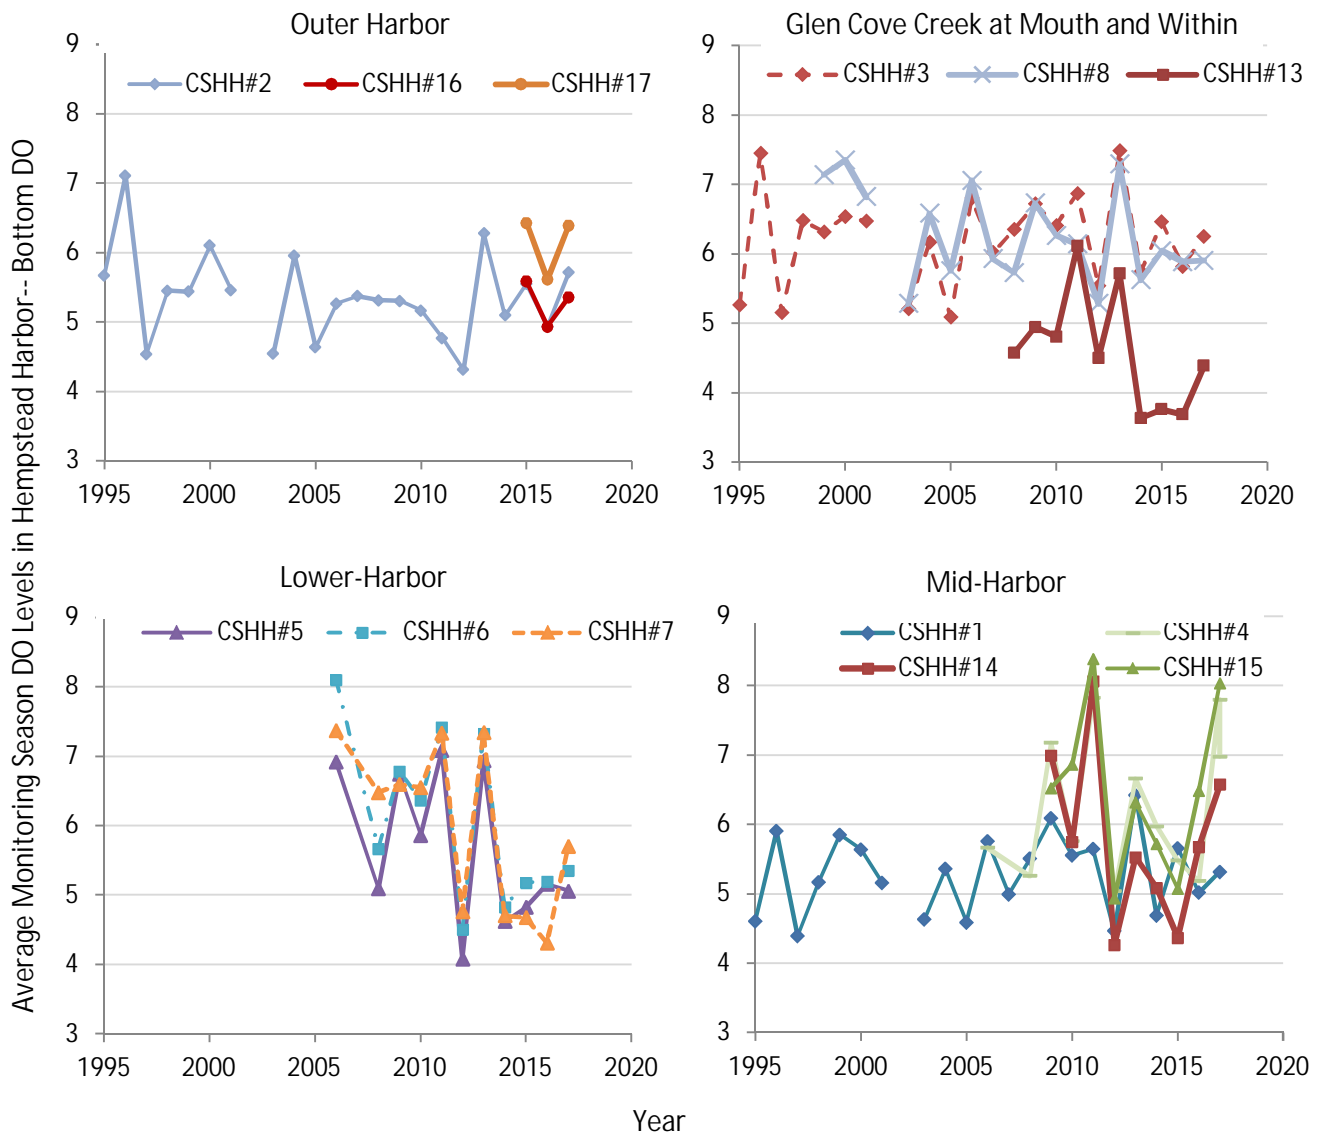 Average Monitoring Season DO Levels in Hempstead Harbor-- Bottom DO
Outer Harbor
CSHH#2 CSHH#16 CSHH#17
9
8
7
6
5
4
3
1995 2000 2005 2010 2015 2020
Glen Cove Creek at Mouth and Within
CSHH#3 CSHH#8 CSHH#13
9
8
7
6
5
4
3
1995 2000 2005 2010 2015 2020
Lower-Harbor
CSHH#5 CSHH#6 CSHH#7
9
8
7
6
5
4
3
1995 2000 2005 2010 2015 2020
Mid-Harbor
CSHH#1 CSHH#4
CSHH#14 CSHH#15
9
8
7
6
5
4
3
1995 2000 2005 2010 2015 2020
Year